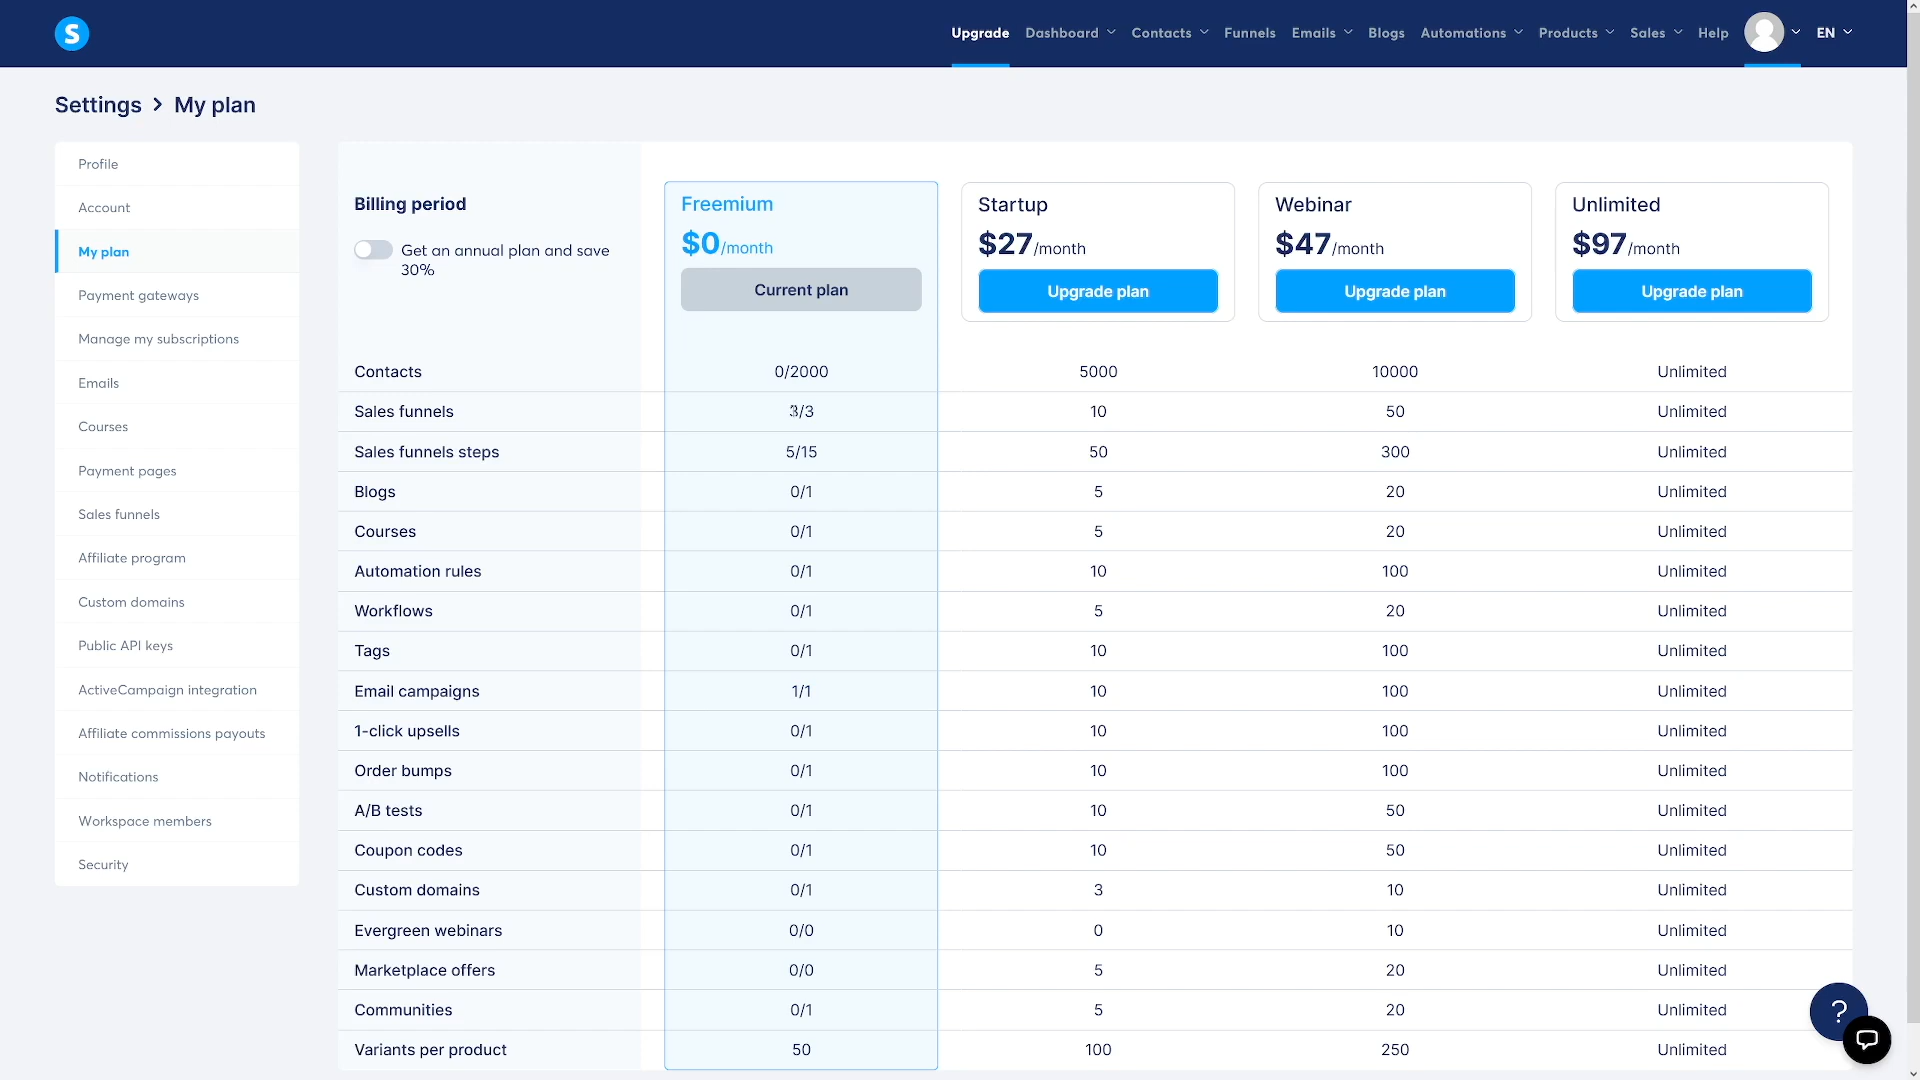 S
Upgrade Dashboard Contacts Funnels Emails Blogs Automations Products Sales Help EN
Settings > My plan
Profile
Account
My plan
Payment gateways
Manage my subscriptions
Emails
Courses
Payment pages
Sales funnels
Affiliate program
Custom domains
Public API keys
ActiveCampaign integration
Affiliate commissions payouts
Notifications
Workspace members
Security
Billing period
Get an annual plan and save
30%
Freemium
$0/month
Current plan
Startup
$27/month
Upgrade plan
Webinar
$47/month
Upgrade plan
Unlimited
$97/month
Upgrade plan
Contacts 0/2000 5000 10000 Unlimited
Sales funnels 3/3 10 50 Unlimited
Sales funnels steps 5/15 50 300 Unlimited
Blogs 0/1 5 20 Unlimited
Courses 0/1 5 20 Unlimited
Automation rules 0/1 10 100 Unlimited
Workflows 0/1 5 20 Unlimited
Tags 0/1 10 100 Unlimited
Email campaigns 1/1 10 100 Unlimited
1-click upsells 0/1 10 100 Unlimited
Order bumps 0/1 10 100 Unlimited
A/B tests 0/1 10 50 Unlimited
Coupon codes 0/1 10 50 Unlimited
Custom domains 0/1 3 10 Unlimited
Evergreen webinars 0/0 0 10 Unlimited
Marketplace offers 0/0 5 20 Unlimited
Communities 0/1 5 20 Unlimited
Variants per product 50 100 250 Unlimited
?